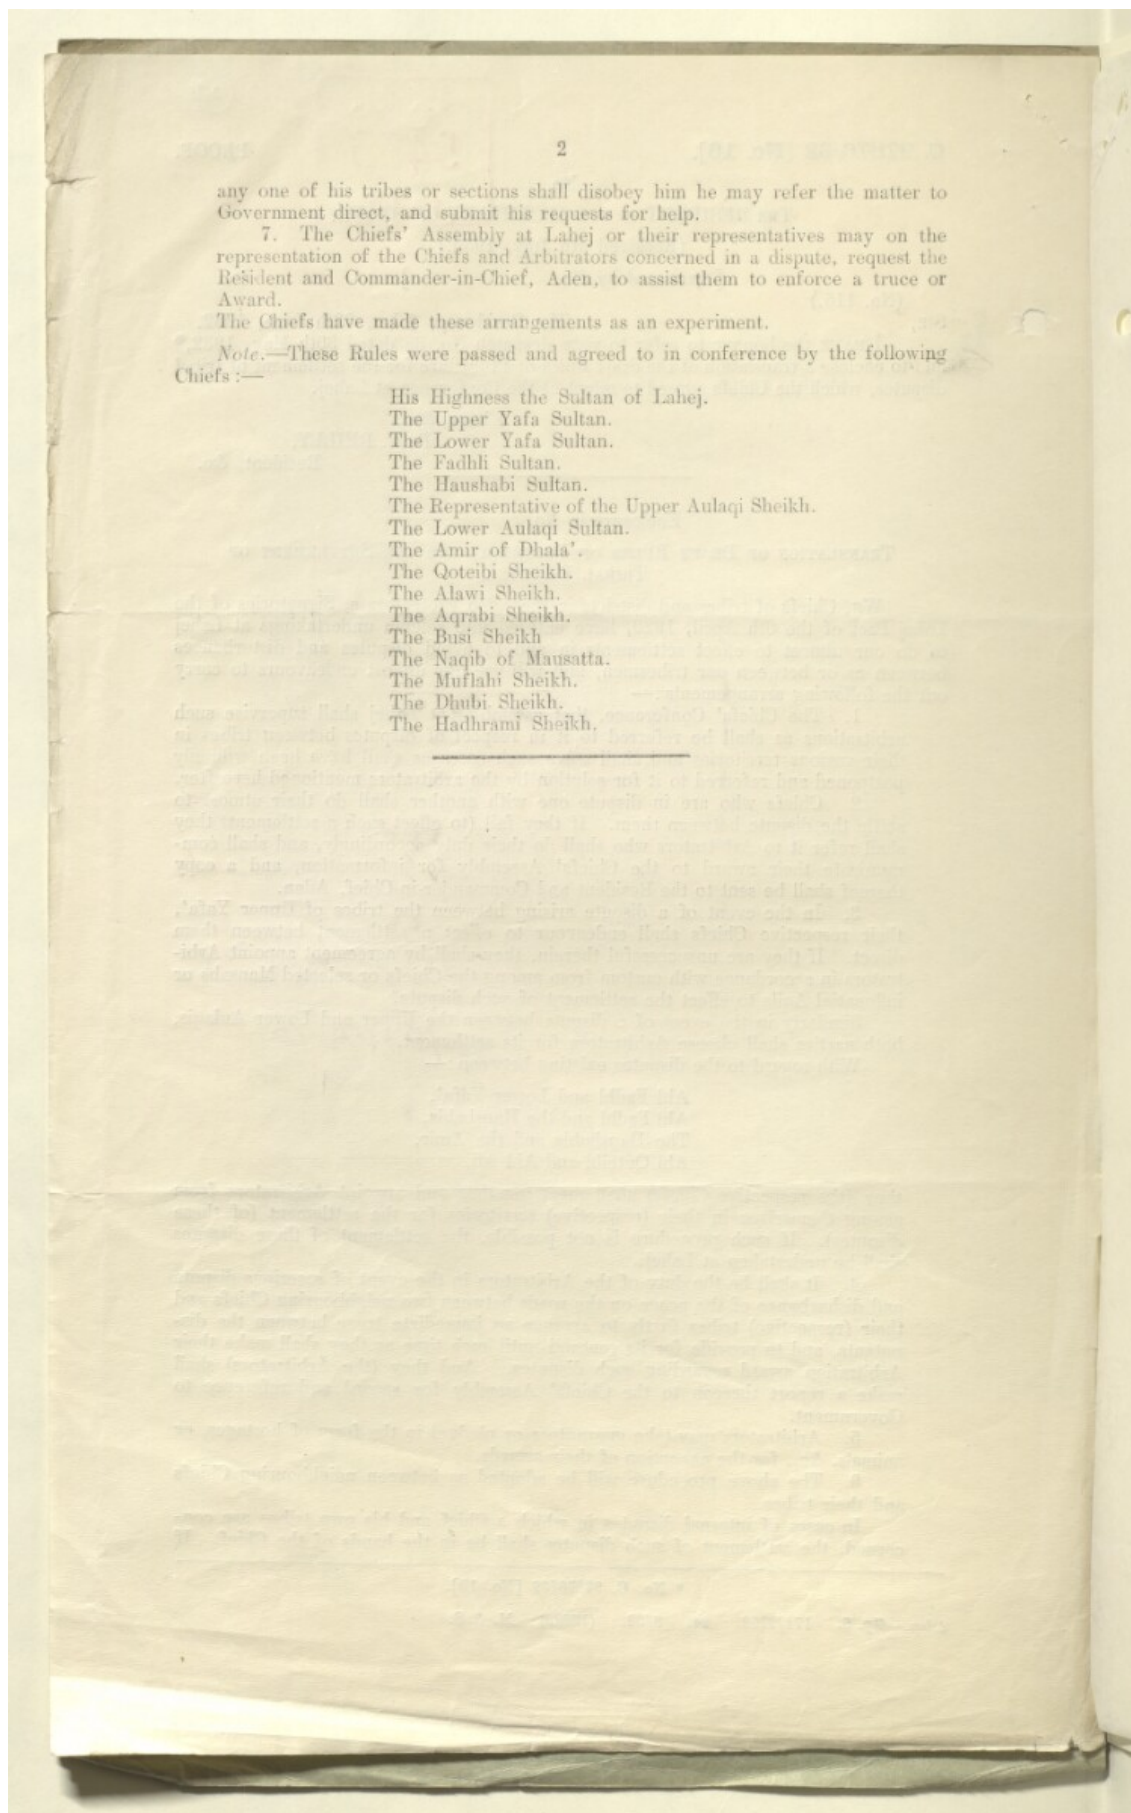 2
any one of his tribes or sections shall disobey him he may refer the matter to
Government direct, and submit his requests for help.
7. The Chiefs' Assembly at Lahej or their representatives may on the
representation of the Chiefs and Arbitrators concerned in a dispute, request the
Resident and Commander-in-Chief, Aden, to assist them to enforce a truce or
Award.
The Chiefs have made these arrangements as an experiment.
Note.—These Rules were passed and agreed to in conference by the following
Chiefs :—
His Highness the Sultan of Lahej.
The Upper Yafa Sultan.
The Lower Yafa Sultan.
The Fadhli Sultan.
The Haushabi Sultan.
The Representative of the Upper Aulaqi Sheikh.
The Lower Aulaqi Sultan.
The Amir of Dhala'.
The Qoteibi Sheikh.
The Alawi Sheikh.
The Aqrabi Sheikh.
The Busi Sheikh
The Naqib of Mausatta.
The Muflahi Sheikh.
The Dhubi Sheikh.
The Hadhrami Sheikh.